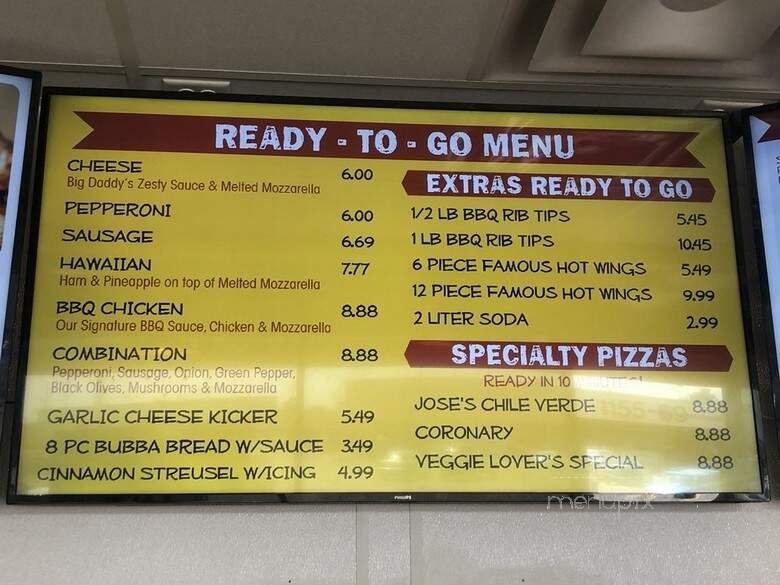 READY - TO - GO MENU
CHEESE 6.00
Big Daddy's Zesty Sauce & Melted Mozzarella
PEPPERONI 6.00
SAUSAGE 6.69
HAWAIIAN 7.77
Ham & Pineapple on top of Melted Mozzarella
BBQ CHICKEN 8.88
Our Signature BBQ Sauce, Chicken & Mozzarella
COMBINATION 8.88
Pepperoni, Sausage, Onion, Green Pepper,
Black Olives, Mushrooms & Mozzarella
GARLIC CHEESE KICKER 5.49
8 PC BUBBA BREAD W/SAUCE 3.49
CINNAMON STREUSEL W/ICING 4.99
EXTRAS READY TO GO
1/2 LB BBQ RIB TIPS 5.45
1 LB BBQ RIB TIPS 10.45
6 PIECE FAMOUS HOT WINGS 5.49
12 PIECE FAMOUS HOT WINGS 9.99
2 LITER SODA 2.99
SPECIALTY PIZZAS
READY IN 10 MINUTES!
JOSE'S CHILE VERDE 8.88
CORONARY 8.88
VEGGIE LOVER'S SPECIAL 8.88
PHILIPS
menupix